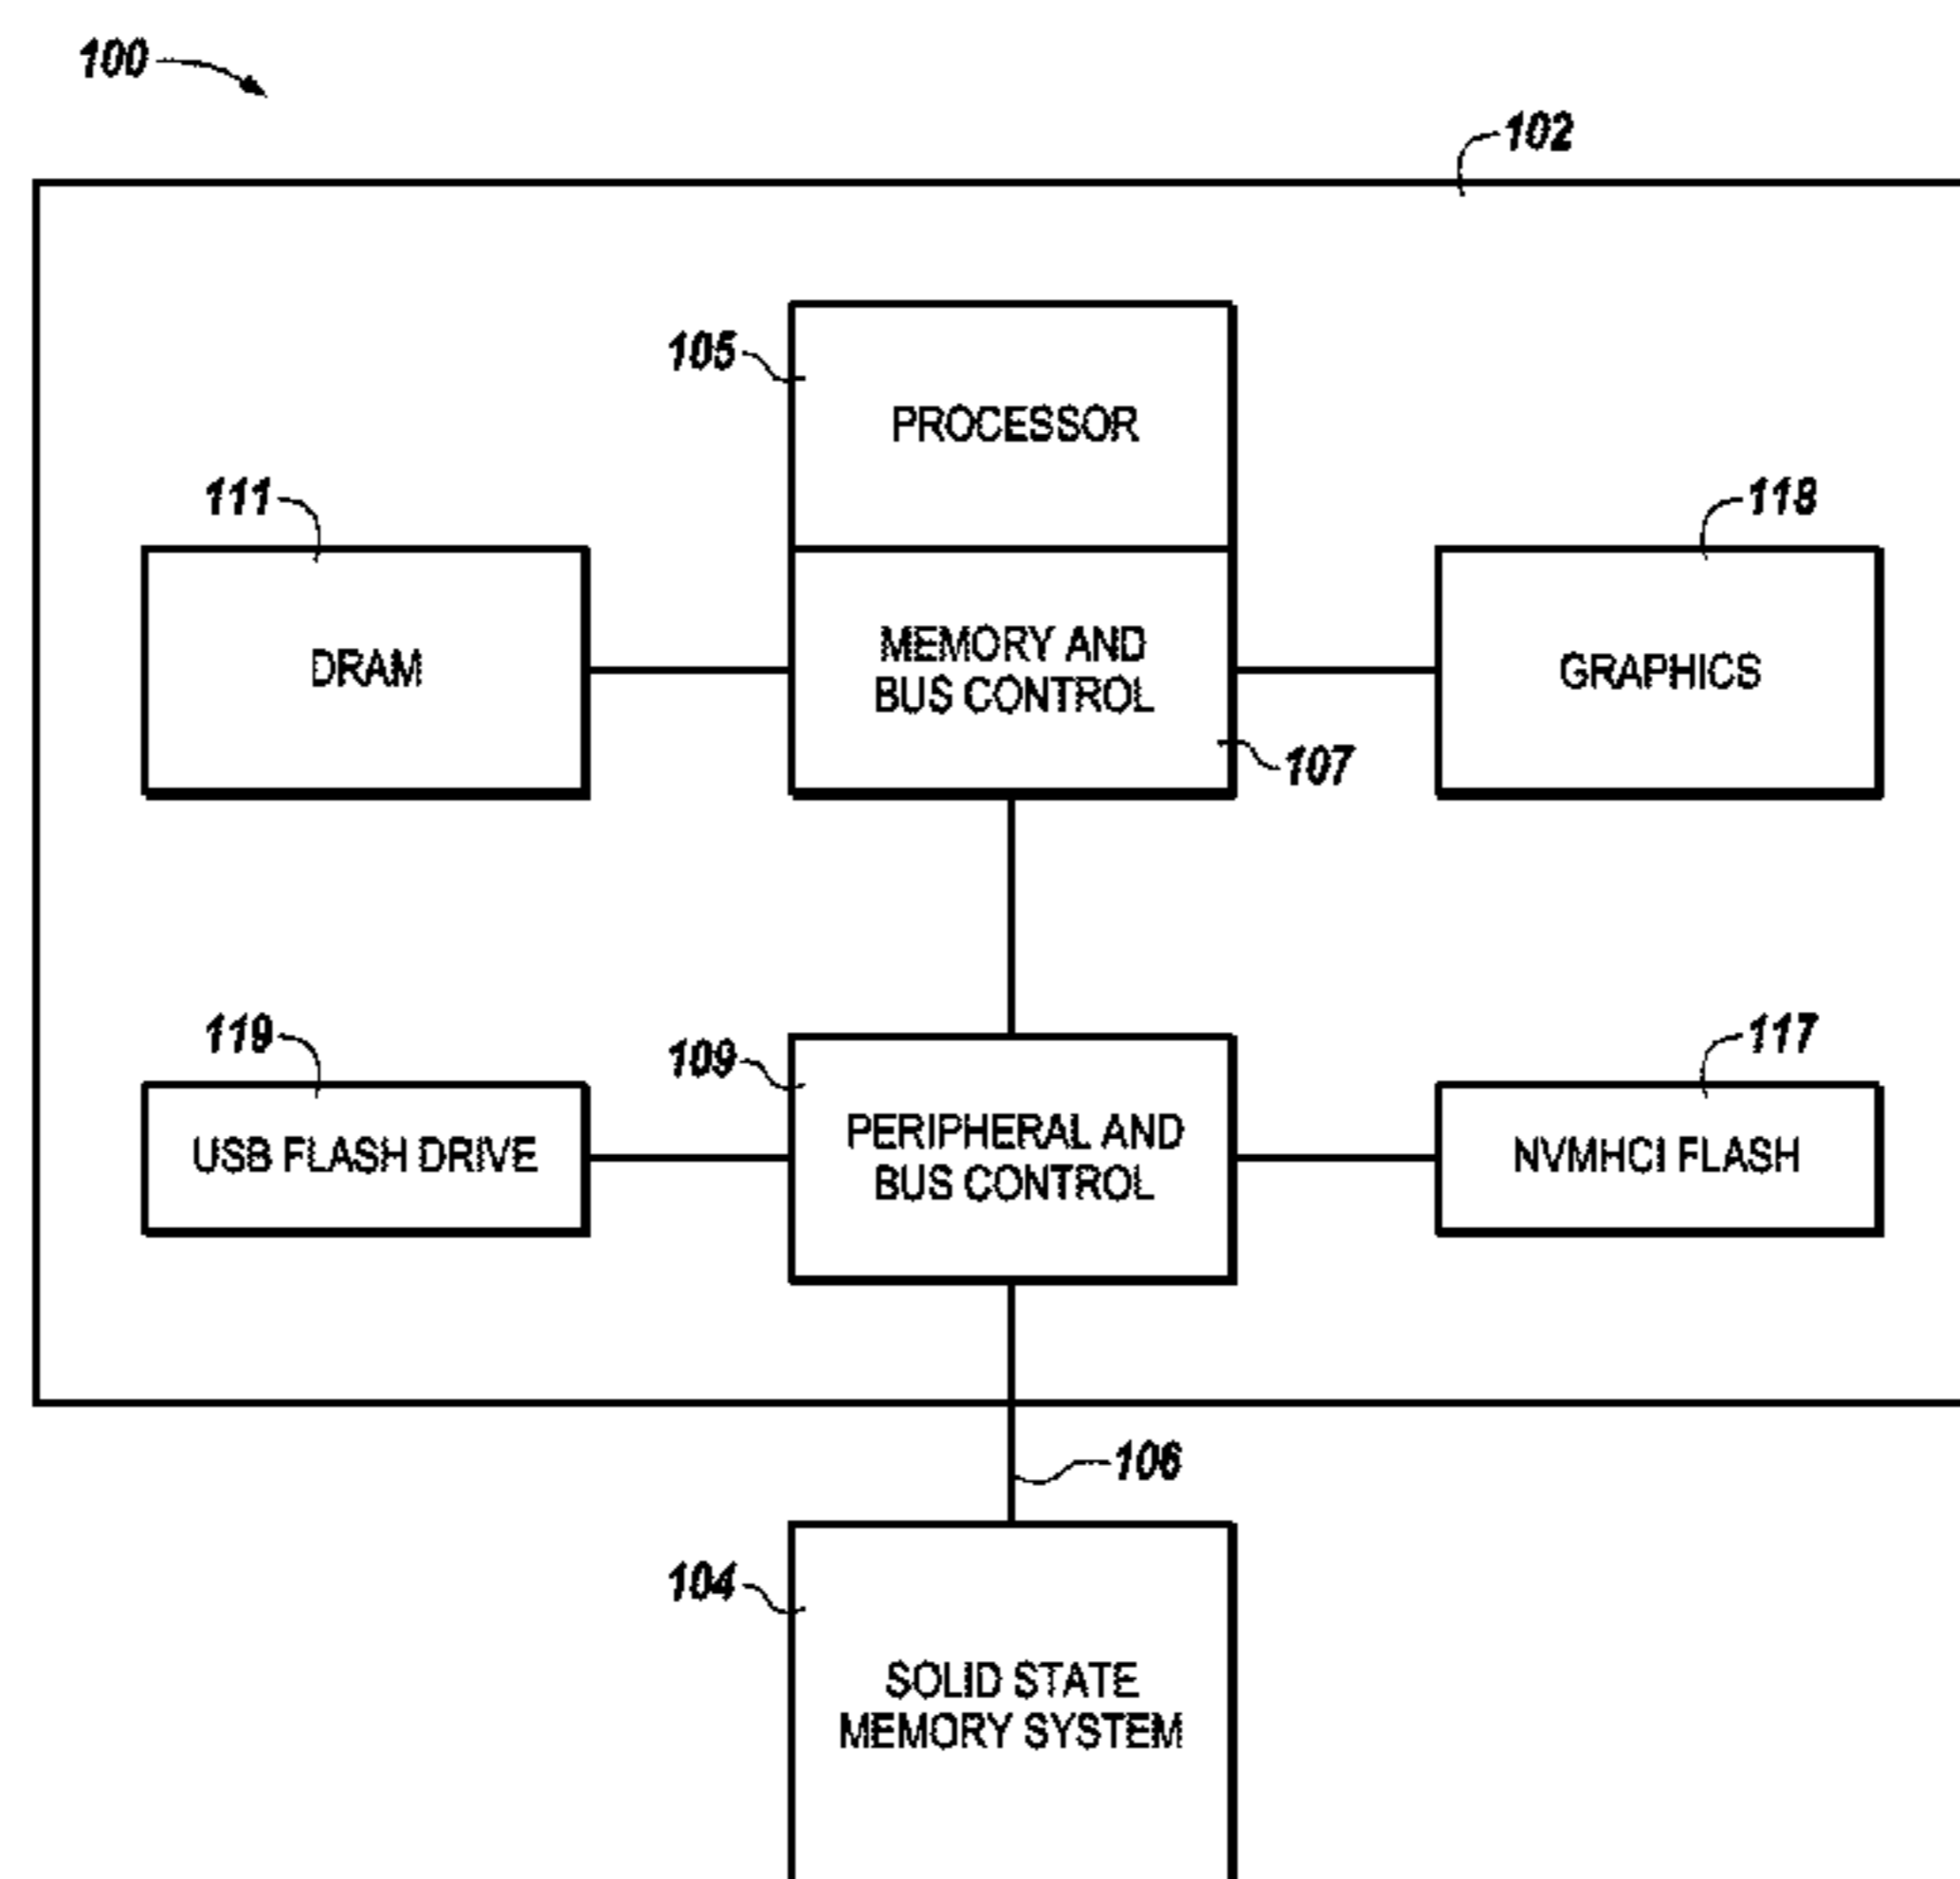 100
102
105
PROCESSOR
111
113
DRAM
MEMORY AND
BUS CONTROL
GRAPHICS
107
119
109
117
USB FLASH DRIVE
PERIPHERAL AND
BUS CONTROL
NVMHCI FLASH
106
104
SOLID STATE
MEMORY SYSTEM